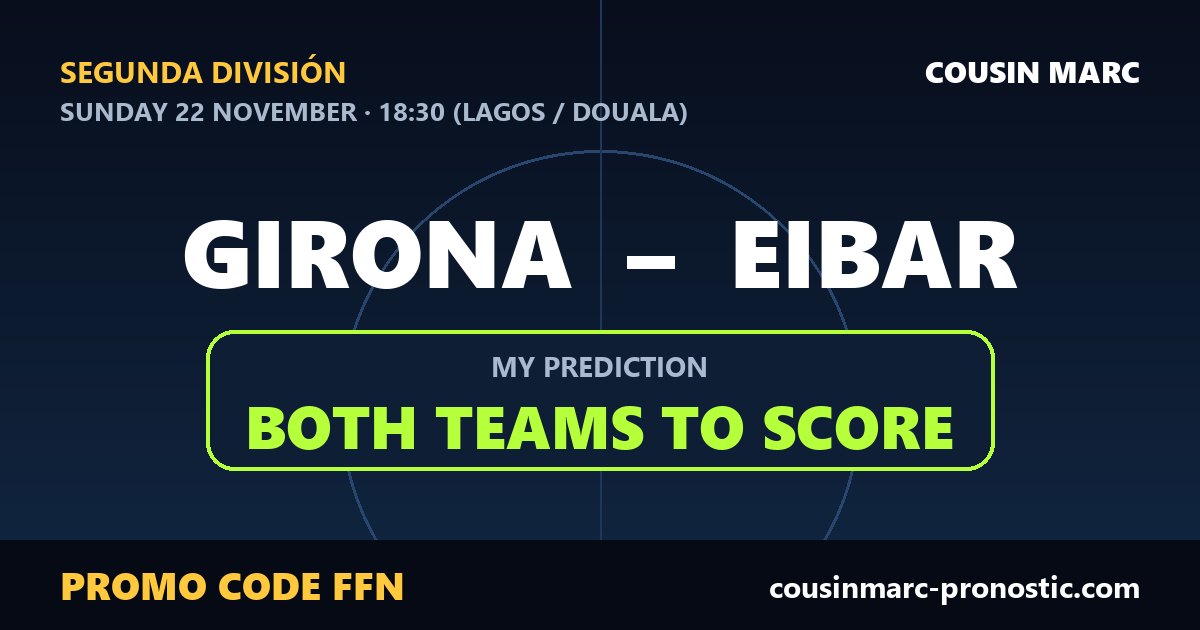 SEGUNDA DIVISIÓN
COUSIN MARC
SUNDAY 22 NOVEMBER · 18:30 (LAGOS / DOUALA)
GIRONA – EIBAR
MY PREDICTION
BOTH TEAMS TO SCORE
PROMO CODE FFN
cousinmarc-pronostic.com